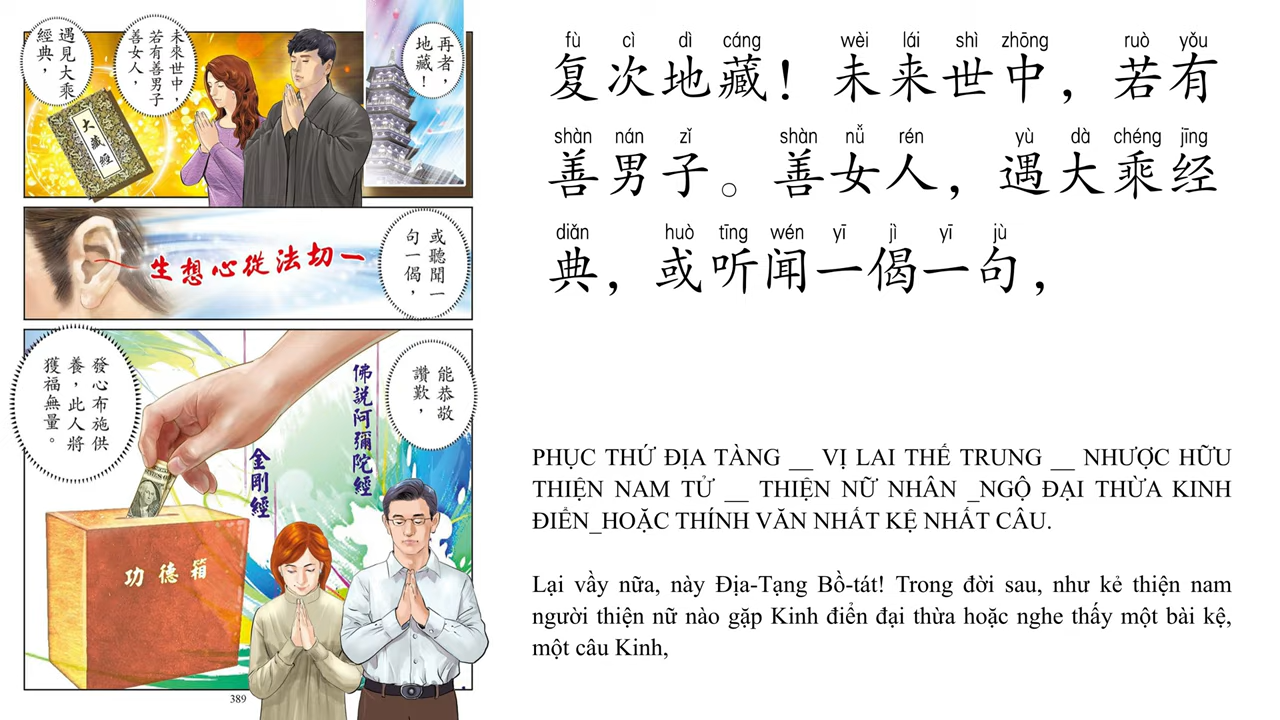 再者，
地藏！
未來世中，
若有善男子
善女人，
遇見大乘
經典，
大藏經
或聽聞一
句一偈，
一切法從心想生
能恭敬
讚歎，
發心布施供
養，此人將
獲福無量。
佛說阿彌陀經
金剛經
功德箱
389
fù cì dì cáng wèi lái shì zhōng ruò yǒu
复次地藏！未来世中，若有
shàn nán zǐ shàn nǚ rén yù dà chéng jīng
善男子。善女人，遇大乘经
diǎn huò tīng wén yī jì yī jù
典，或听闻一偈一句，
PHỤC THỨ ĐỊA TÀNG __ VỊ LAI THẾ TRUNG __ NHƯỢC HỮU
THIỆN NAM TỬ __ THIỆN NỮ NHÂN _NGỘ ĐẠI THỪA KINH
ĐIỂN_HOẶC THÍNH VĂN NHẤT KỆ NHẤT CÂU.
Lại vầy nữa, này Địa-Tạng Bồ-tát! Trong đời sau, như kẻ thiện nam
người thiện nữ nào gặp Kinh điển đại thừa hoặc nghe thấy một bài kệ,
một câu Kinh,